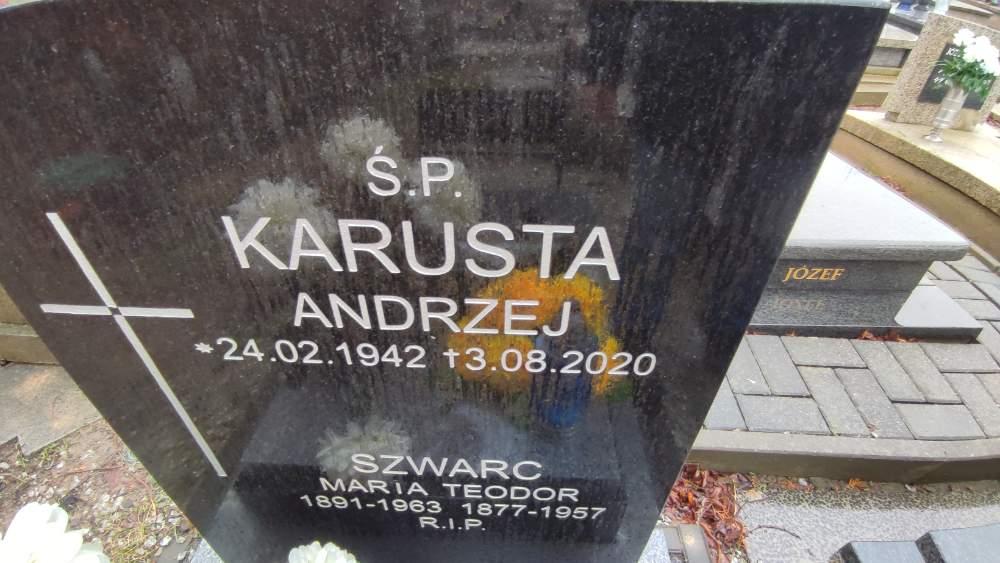 Ś.P.
KARUSTA
ANDRZEJ
*24.02.1942 †3.08.2020
SZWARC
MARIA TEODOR
1891-1963 1877-1957
R.I.P.
JÓZEF